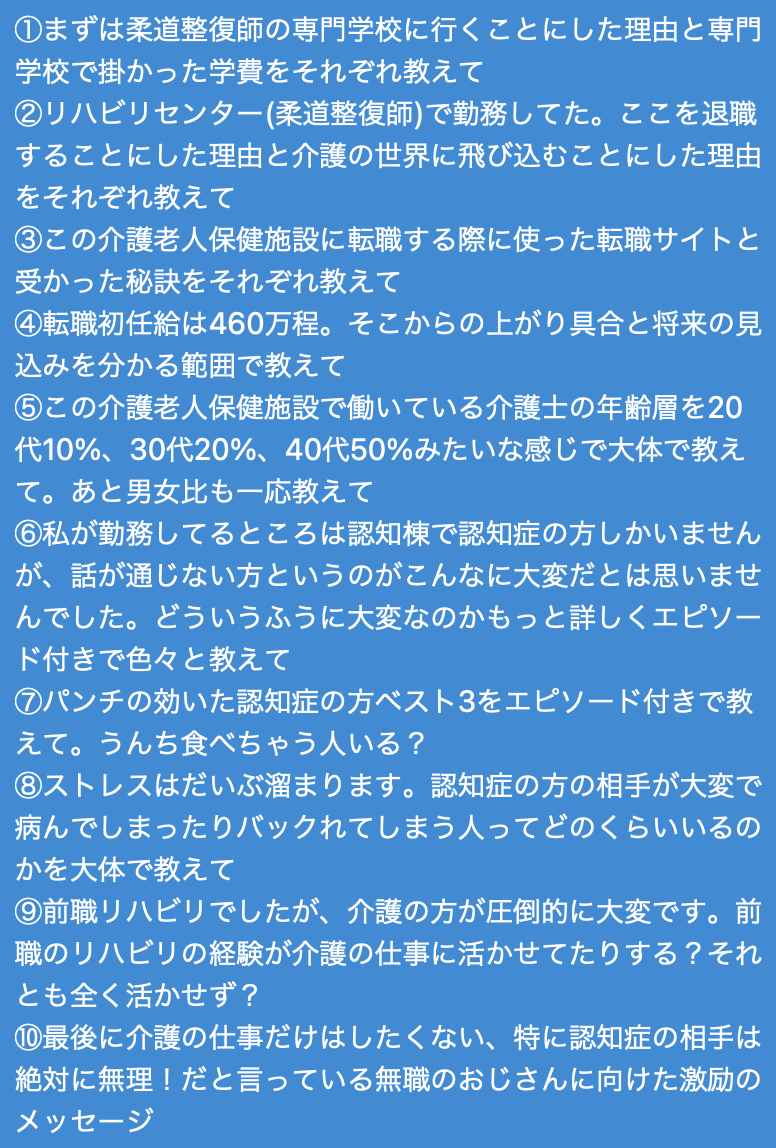 ①まずは柔道整復師の専門学校に行くことにした理由と専門
学校で掛かった学費をそれぞれ教えて
②リハビリセンター(柔道整復師)で勤務してた。ここを退職
することにした理由と介護の世界に飛び込むことにした理由
をそれぞれ教えて
③この介護老人保健施設に転職する際に使った転職サイトと
受かった秘訣をそれぞれ教えて
④転職初任給は460万程。そこからの上がり具合と将来の見
込みを分かる範囲で教えて
⑤この介護老人保健施設で働いている介護士の年齢層を20
代10%、30代20%、40代50%みたいな感じで大体で教え
て。あと男女比も一応教えて
⑥私が勤務してるところは認知棟で認知症の方しかいません
が、話が通じない方というのがこんなに大変だとは思いませ
んでした。どういうふうに大変なのかもっと詳しくエピソー
ド付きで色々と教えて
⑦パンチの効いた認知症の方ベスト3をエピソード付きで教
えて。うんち食べちゃう人いる？
⑧ストレスはだいぶ溜まります。認知症の方の相手が大変で
病んでしまったりバックれてしまう人ってどのくらいいるの
かを大体で教えて
⑨前職リハビリでしたが、介護の方が圧倒的に大変です。前
職のリハビリの経験が介護の仕事に活かせてたりする？それ
とも全く活かせず？
⑩最後に介護の仕事だけはしたくない、特に認知症の相手は
絶対に無理！だと言っている無職のおじさんに向けた激励の
メッセージ